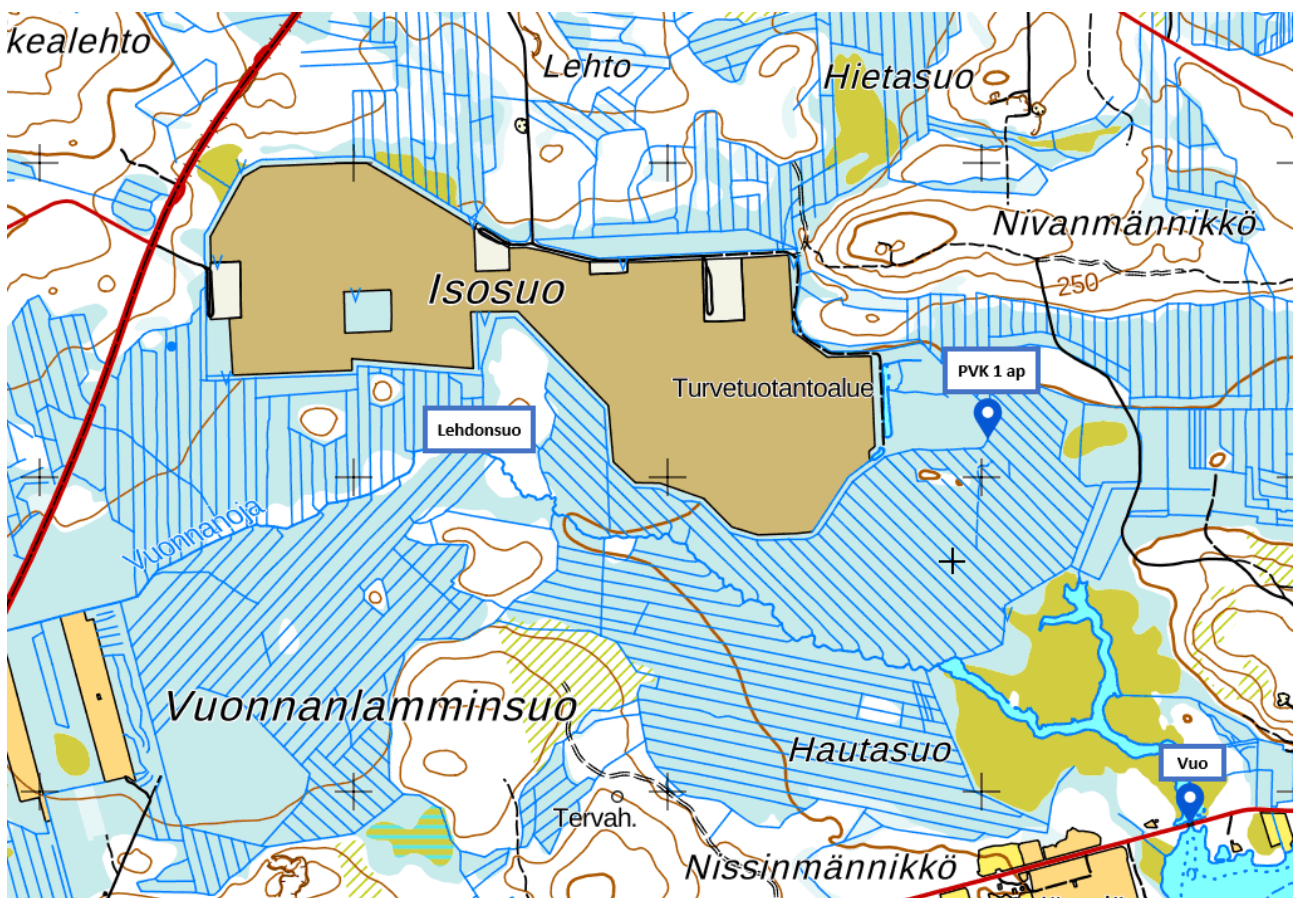 kealehto
Lehto
Hietasuo
Nivanmännikkö
250
Isosuo
PVK 1 ap
Turvetuotantoalue
Lehdonsuo
Vuonnanoja
Vuonnanlamminsuo
Hautasuo
Vuo
Tervah.
Nissinmännikkö